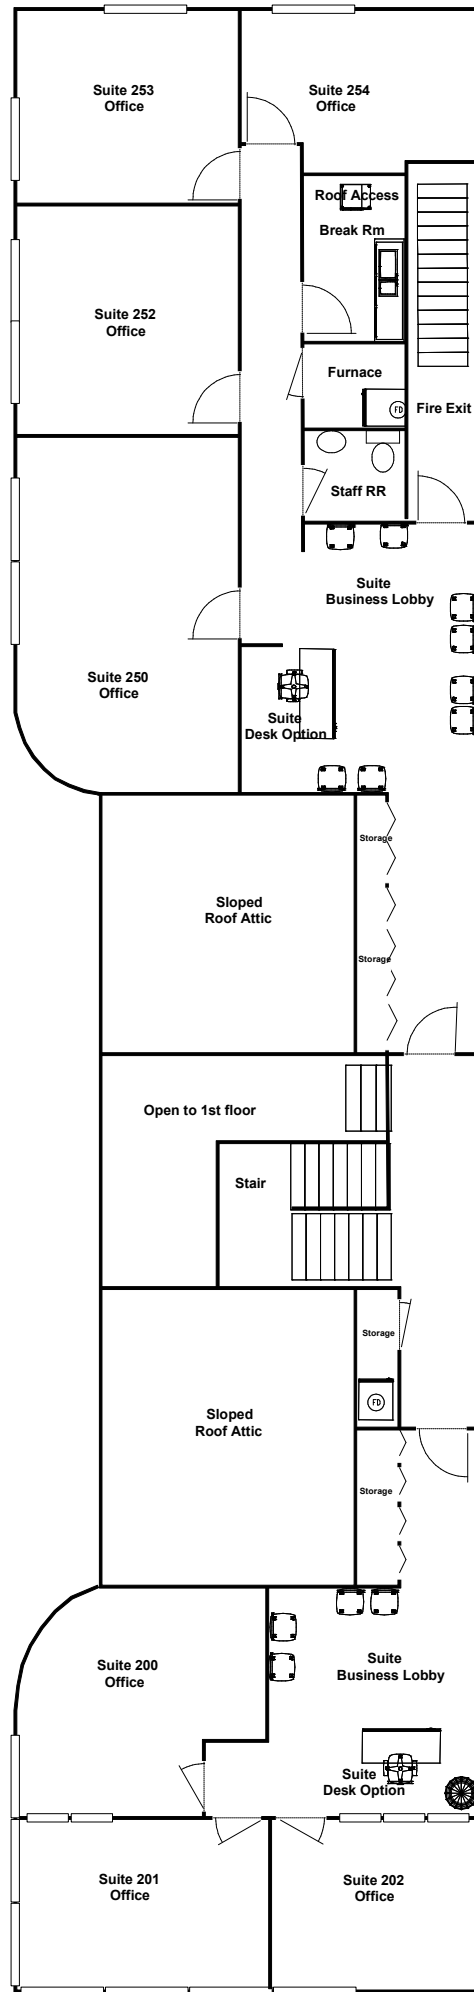 Suite 253
Office
Suite 254
Office
Roof Access
Break Rm
Suite 252
Office
Furnace
FD
Fire Exit
Staff RR
Suite
Business Lobby
Suite 250
Office
Suite
Desk Option
Storage
Sloped
Roof Attic
Storage
Open to 1st floor
Stair
Storage
FD
Sloped
Roof Attic
Storage
Suite 200
Office
Suite
Business Lobby
Suite
Desk Option
Suite 201
Office
Suite 202
Office